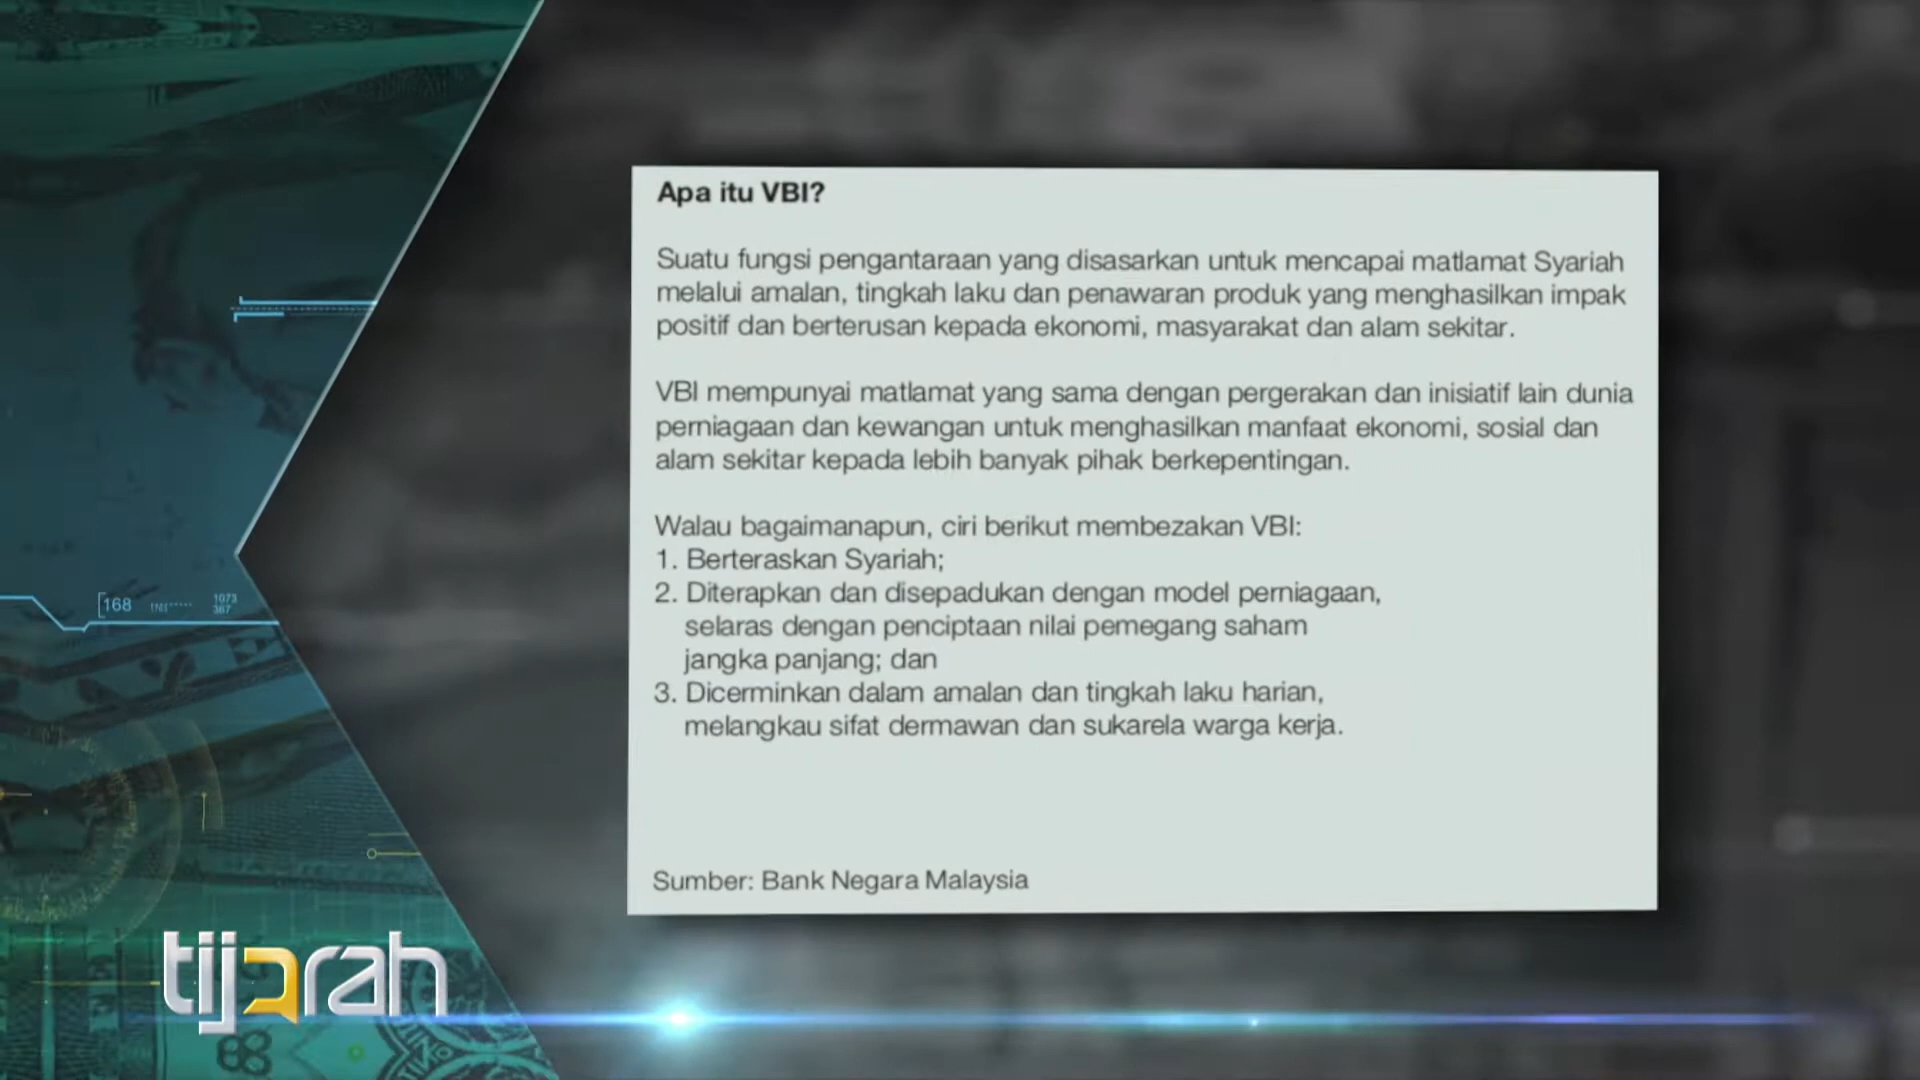 Apa itu VBI?
Suatu fungsi pengantaraan yang disasarkan untuk mencapai matlamat Syariah
melalui amalan, tingkah laku dan penawaran produk yang menghasilkan impak
positif dan berterusan kepada ekonomi, masyarakat dan alam sekitar.
VBI mempunyai matlamat yang sama dengan pergerakan dan inisiatif lain dunia
perniagaan dan kewangan untuk menghasilkan manfaat ekonomi, sosial dan
alam sekitar kepada lebih banyak pihak berkepentingan.
Walau bagaimanapun, ciri berikut membezakan VBI:
1. Berteraskan Syariah;
2. Diterapkan dan disepadukan dengan model perniagaan,
selaras dengan penciptaan nilai pemegang saham
jangka panjang; dan
3. Dicerminkan dalam amalan dan tingkah laku harian,
melangkau sifat dermawan dan sukarela warga kerja.
Sumber: Bank Negara Malaysia
168
1073
367
tijarah